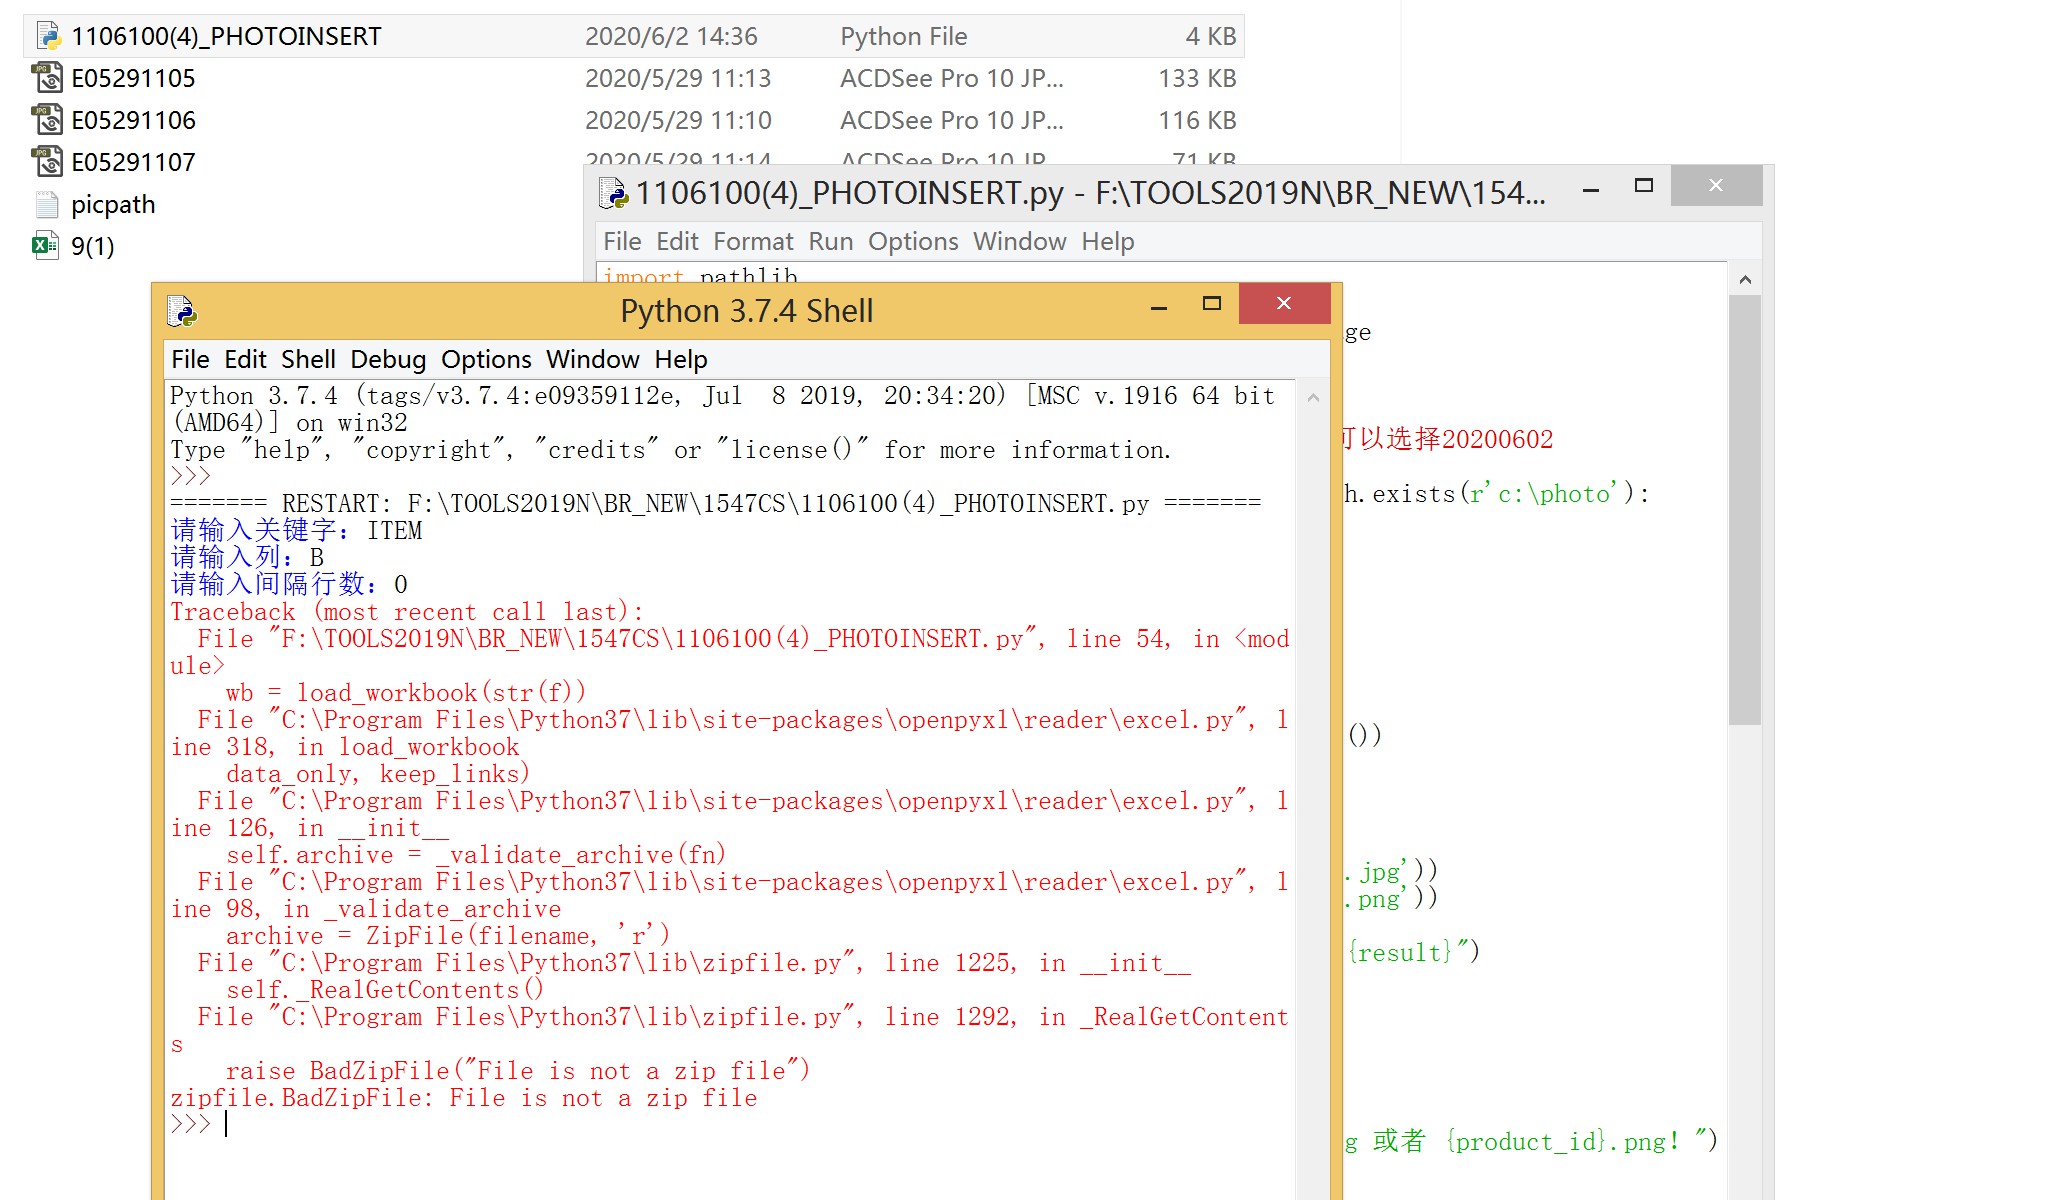 1106100(4)_PHOTOINSERT 2020/6/2 14:36 Python File 4 KB
E05291105 2020/5/29 11:13 ACDSee Pro 10 JP... 133 KB
E05291106 2020/5/29 11:10 ACDSee Pro 10 JP... 116 KB
E05291107 2020/5/29 11:14 ACDSee Pro 10 JP 71 KB
picpath
9(1)
1106100(4)_PHOTOINSERT.py - F:\TOOLS2019N\BR_NEW\154...
File Edit Format Run Options Window Help
import pathlib
ge
可以选择20200602
h.exists(r'c:\photo'):
())
.jpg'))
.png'))
{result}")
g 或者 {product_id}.png! ")
Python 3.7.4 Shell
File Edit Shell Debug Options Window Help
Python 3.7.4 (tags/v3.7.4:e09359112e, Jul  8 2019, 20:34:20) [MSC v.1916 64 bit
(AMD64)] on win32
Type "help", "copyright", "credits" or "license()" for more information.
>>>
======= RESTART: F:\TOOLS2019N\BR_NEW\1547CS\1106100(4)_PHOTOINSERT.py =======
请输入关键字：ITEM
请输入列：B
请输入间隔行数：0
Traceback (most recent call last):
  File "F:\TOOLS2019N\BR_NEW\1547CS\1106100(4)_PHOTOINSERT.py", line 54, in <mod
ule>
    wb = load_workbook(str(f))
  File "C:\Program Files\Python37\lib\site-packages\openpyxl\reader\excel.py", l
ine 318, in load_workbook
    data_only, keep_links)
  File "C:\Program Files\Python37\lib\site-packages\openpyxl\reader\excel.py", l
ine 126, in __init__
    self.archive = _validate_archive(fn)
  File "C:\Program Files\Python37\lib\site-packages\openpyxl\reader\excel.py", l
ine 98, in _validate_archive
    archive = ZipFile(filename, 'r')
  File "C:\Program Files\Python37\lib\zipfile.py", line 1225, in __init__
    self._RealGetContents()
  File "C:\Program Files\Python37\lib\zipfile.py", line 1292, in _RealGetContent
s
    raise BadZipFile("File is not a zip file")
zipfile.BadZipFile: File is not a zip file
>>>